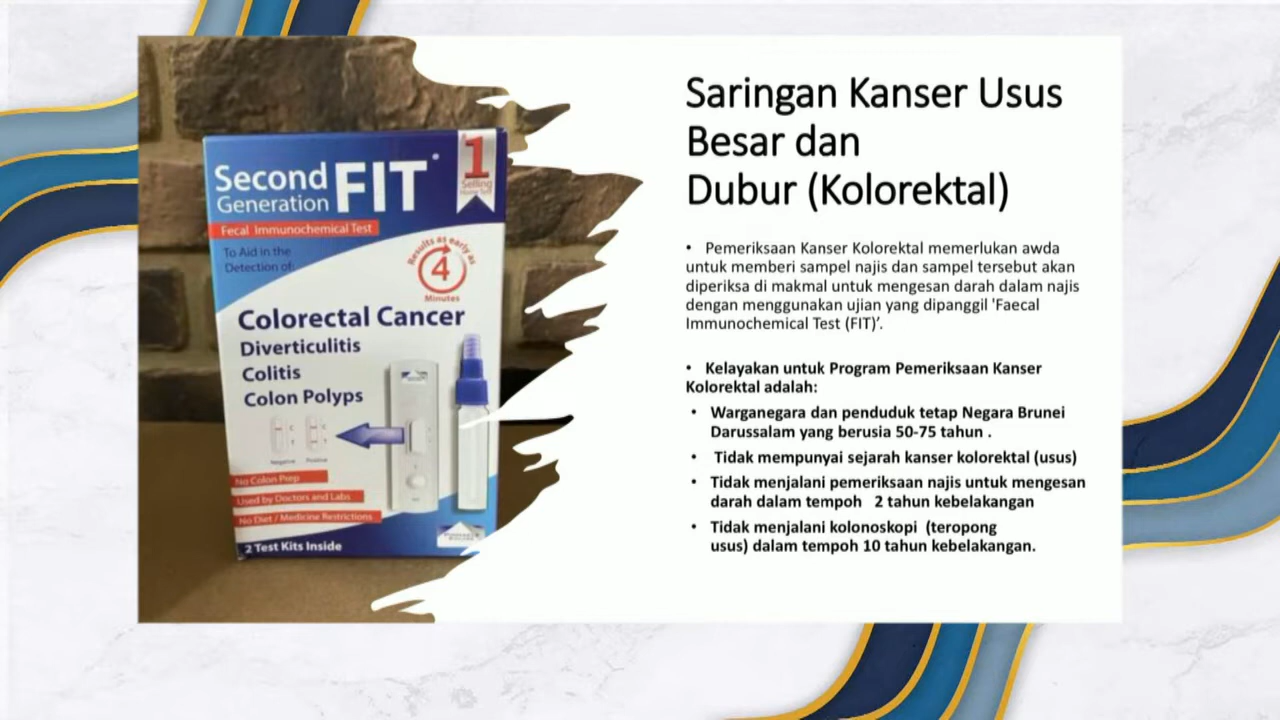 Second
Generation
FIT
#1
Selling
Fecal Immunochemical Test
To Aid in the
Detection of:
Results as early as
4
Minutes
Colorectal Cancer
Diverticulitis
Colitis
Colon Polyps
C
T
C
T
Negative
Positive
No Colon Prep
Used by Doctors and Labs
No Diet / Medicine Restrictions
2 Test Kits Inside
Saringan Kanser Usus
Besar dan
Dubur (Kolorektal)
• Pemeriksaan Kanser Kolorektal memerlukan awda
untuk memberi sampel najis dan sampel tersebut akan
diperiksa di makmal untuk mengesan darah dalam najis
dengan menggunakan ujian yang dipanggil 'Faecal
Immunochemical Test (FIT)’.
• Kelayakan untuk Program Pemeriksaan Kanser
Kolorektal adalah:
• Warganegara dan penduduk tetap Negara Brunei
Darussalam yang berusia 50-75 tahun .
• Tidak mempunyai sejarah kanser kolorektal (usus)
• Tidak menjalani pemeriksaan najis untuk mengesan
darah dalam tempoh 2 tahun kebelakangan
• Tidak menjalani kolonoskopi (teropong
usus) dalam tempoh 10 tahun kebelakangan.